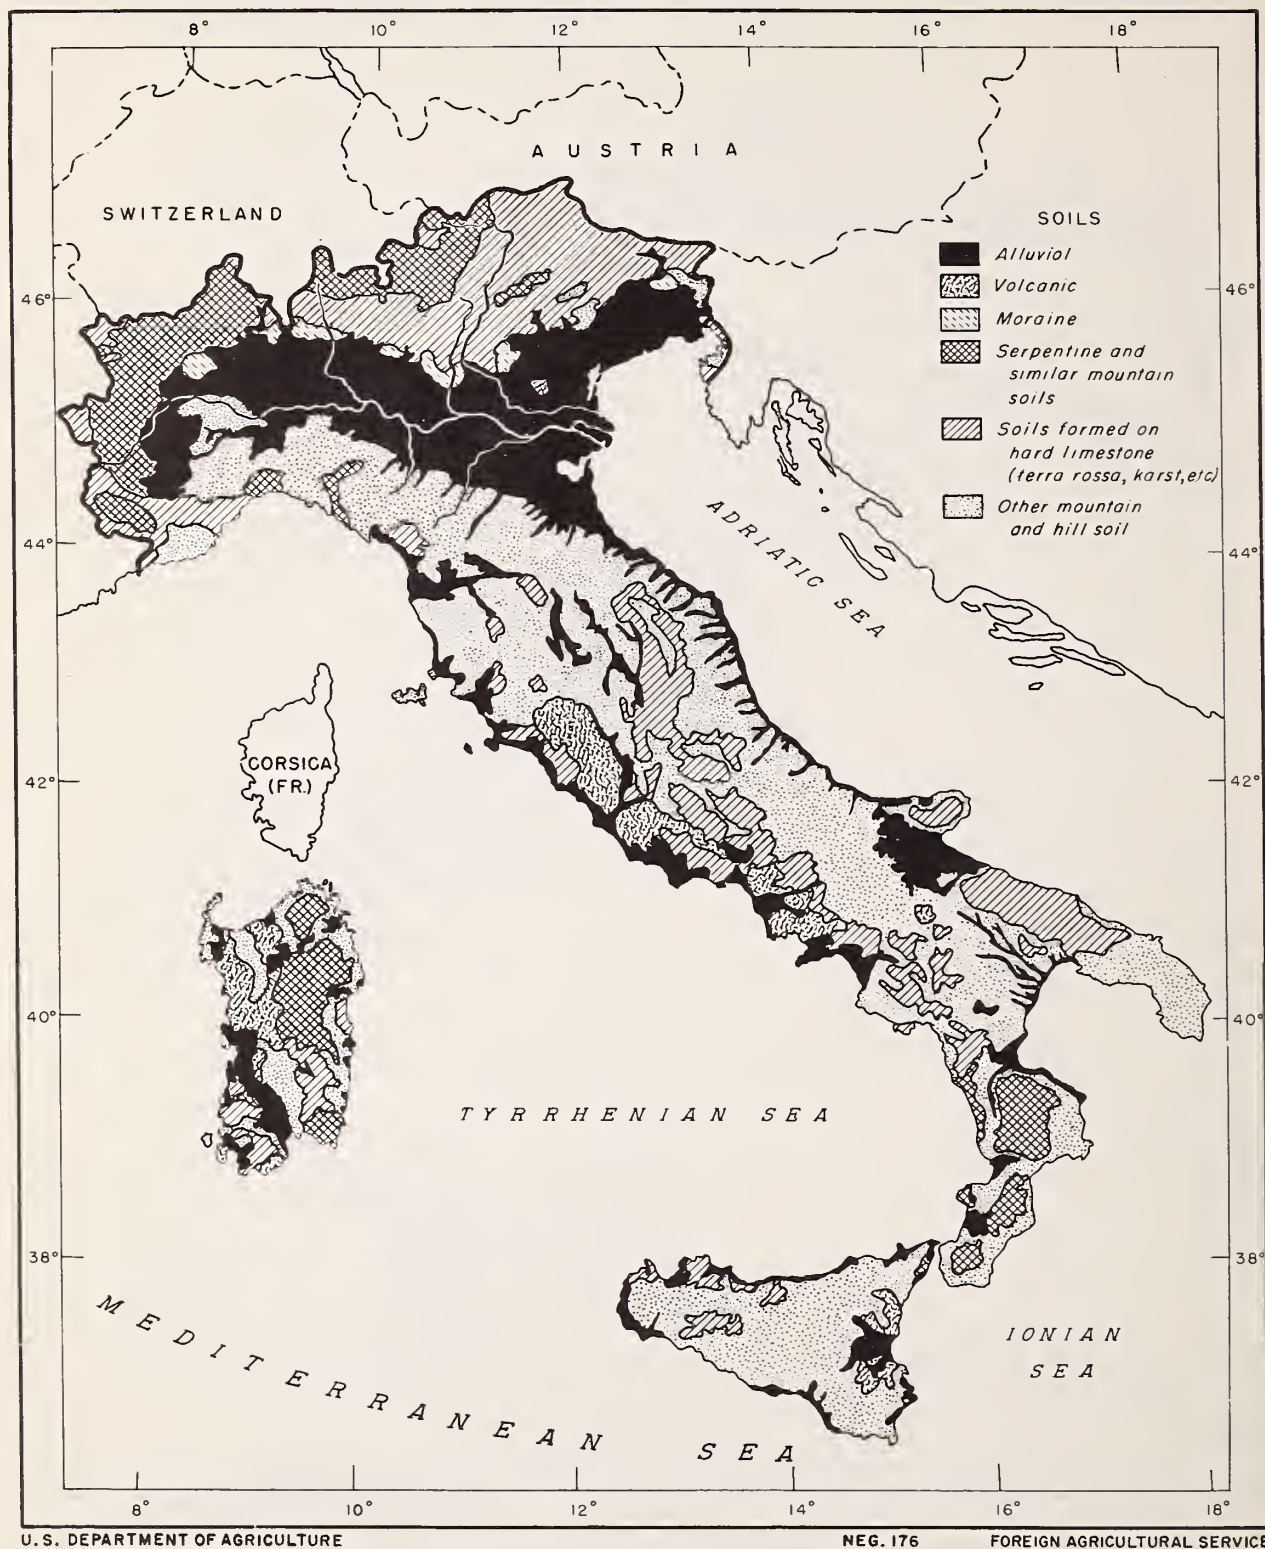 8° 10° 12° 14° 16° 18°
AUSTRIA
SWITZERLAND
SOILS
Alluviol
Volcanic
Moraine
Serpentine and
similar mountain
soils
Soils formed on
hard limestone
(terra rossa, karst, etc)
Other mountain
and hill soil
46° 46°
44° 44°
ADRIATIC SEA
CORSICA
(FR.)
42° 42°
40° 40°
TYRRHENIAN SEA
38° 38°
IONIAN
SEA
MEDITERRANEAN SEA
8° 10° 12° 14° 16° 18°
U.S. DEPARTMENT OF AGRICULTURE NEG. 176 FOREIGN AGRICULTURAL SERVICE